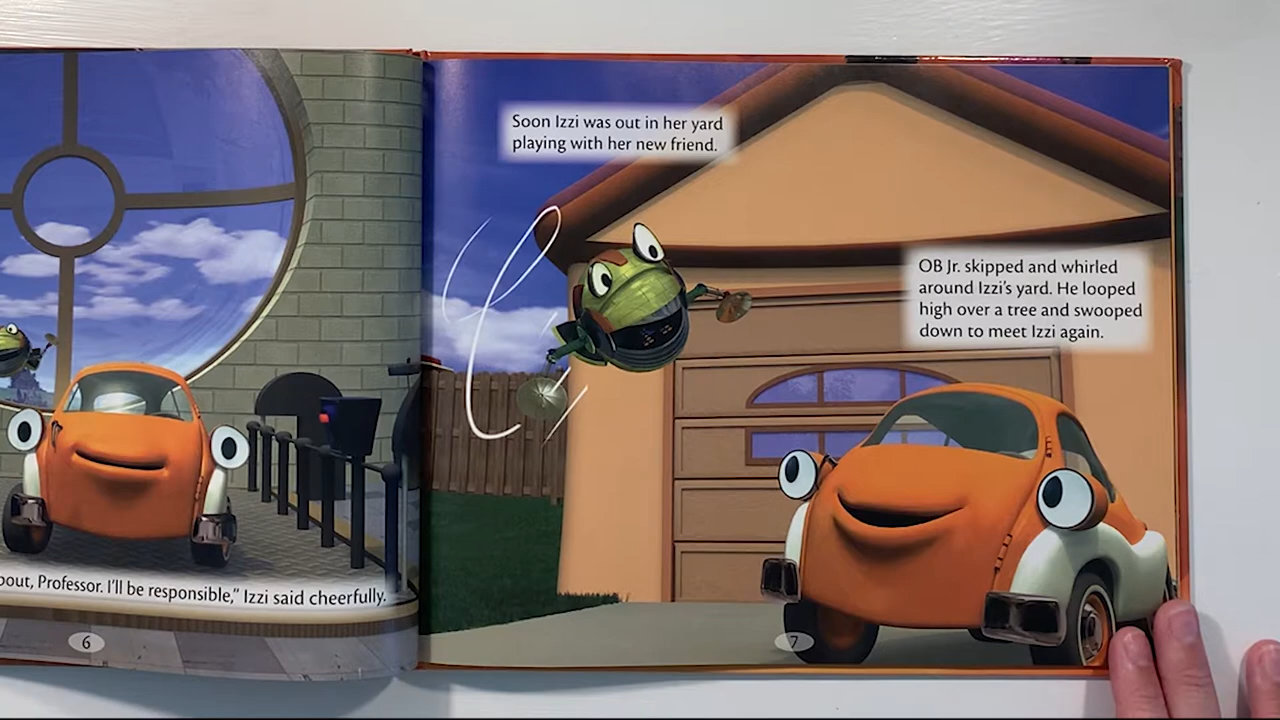 Professor. I'll be responsible," Izzi said cheerfully.
6
Soon Izzi was out in her yard
playing with her new friend.
OB Jr. skipped and whirled
around Izzi's yard. He looped
high over a tree and swooped
down to meet Izzi again.
7